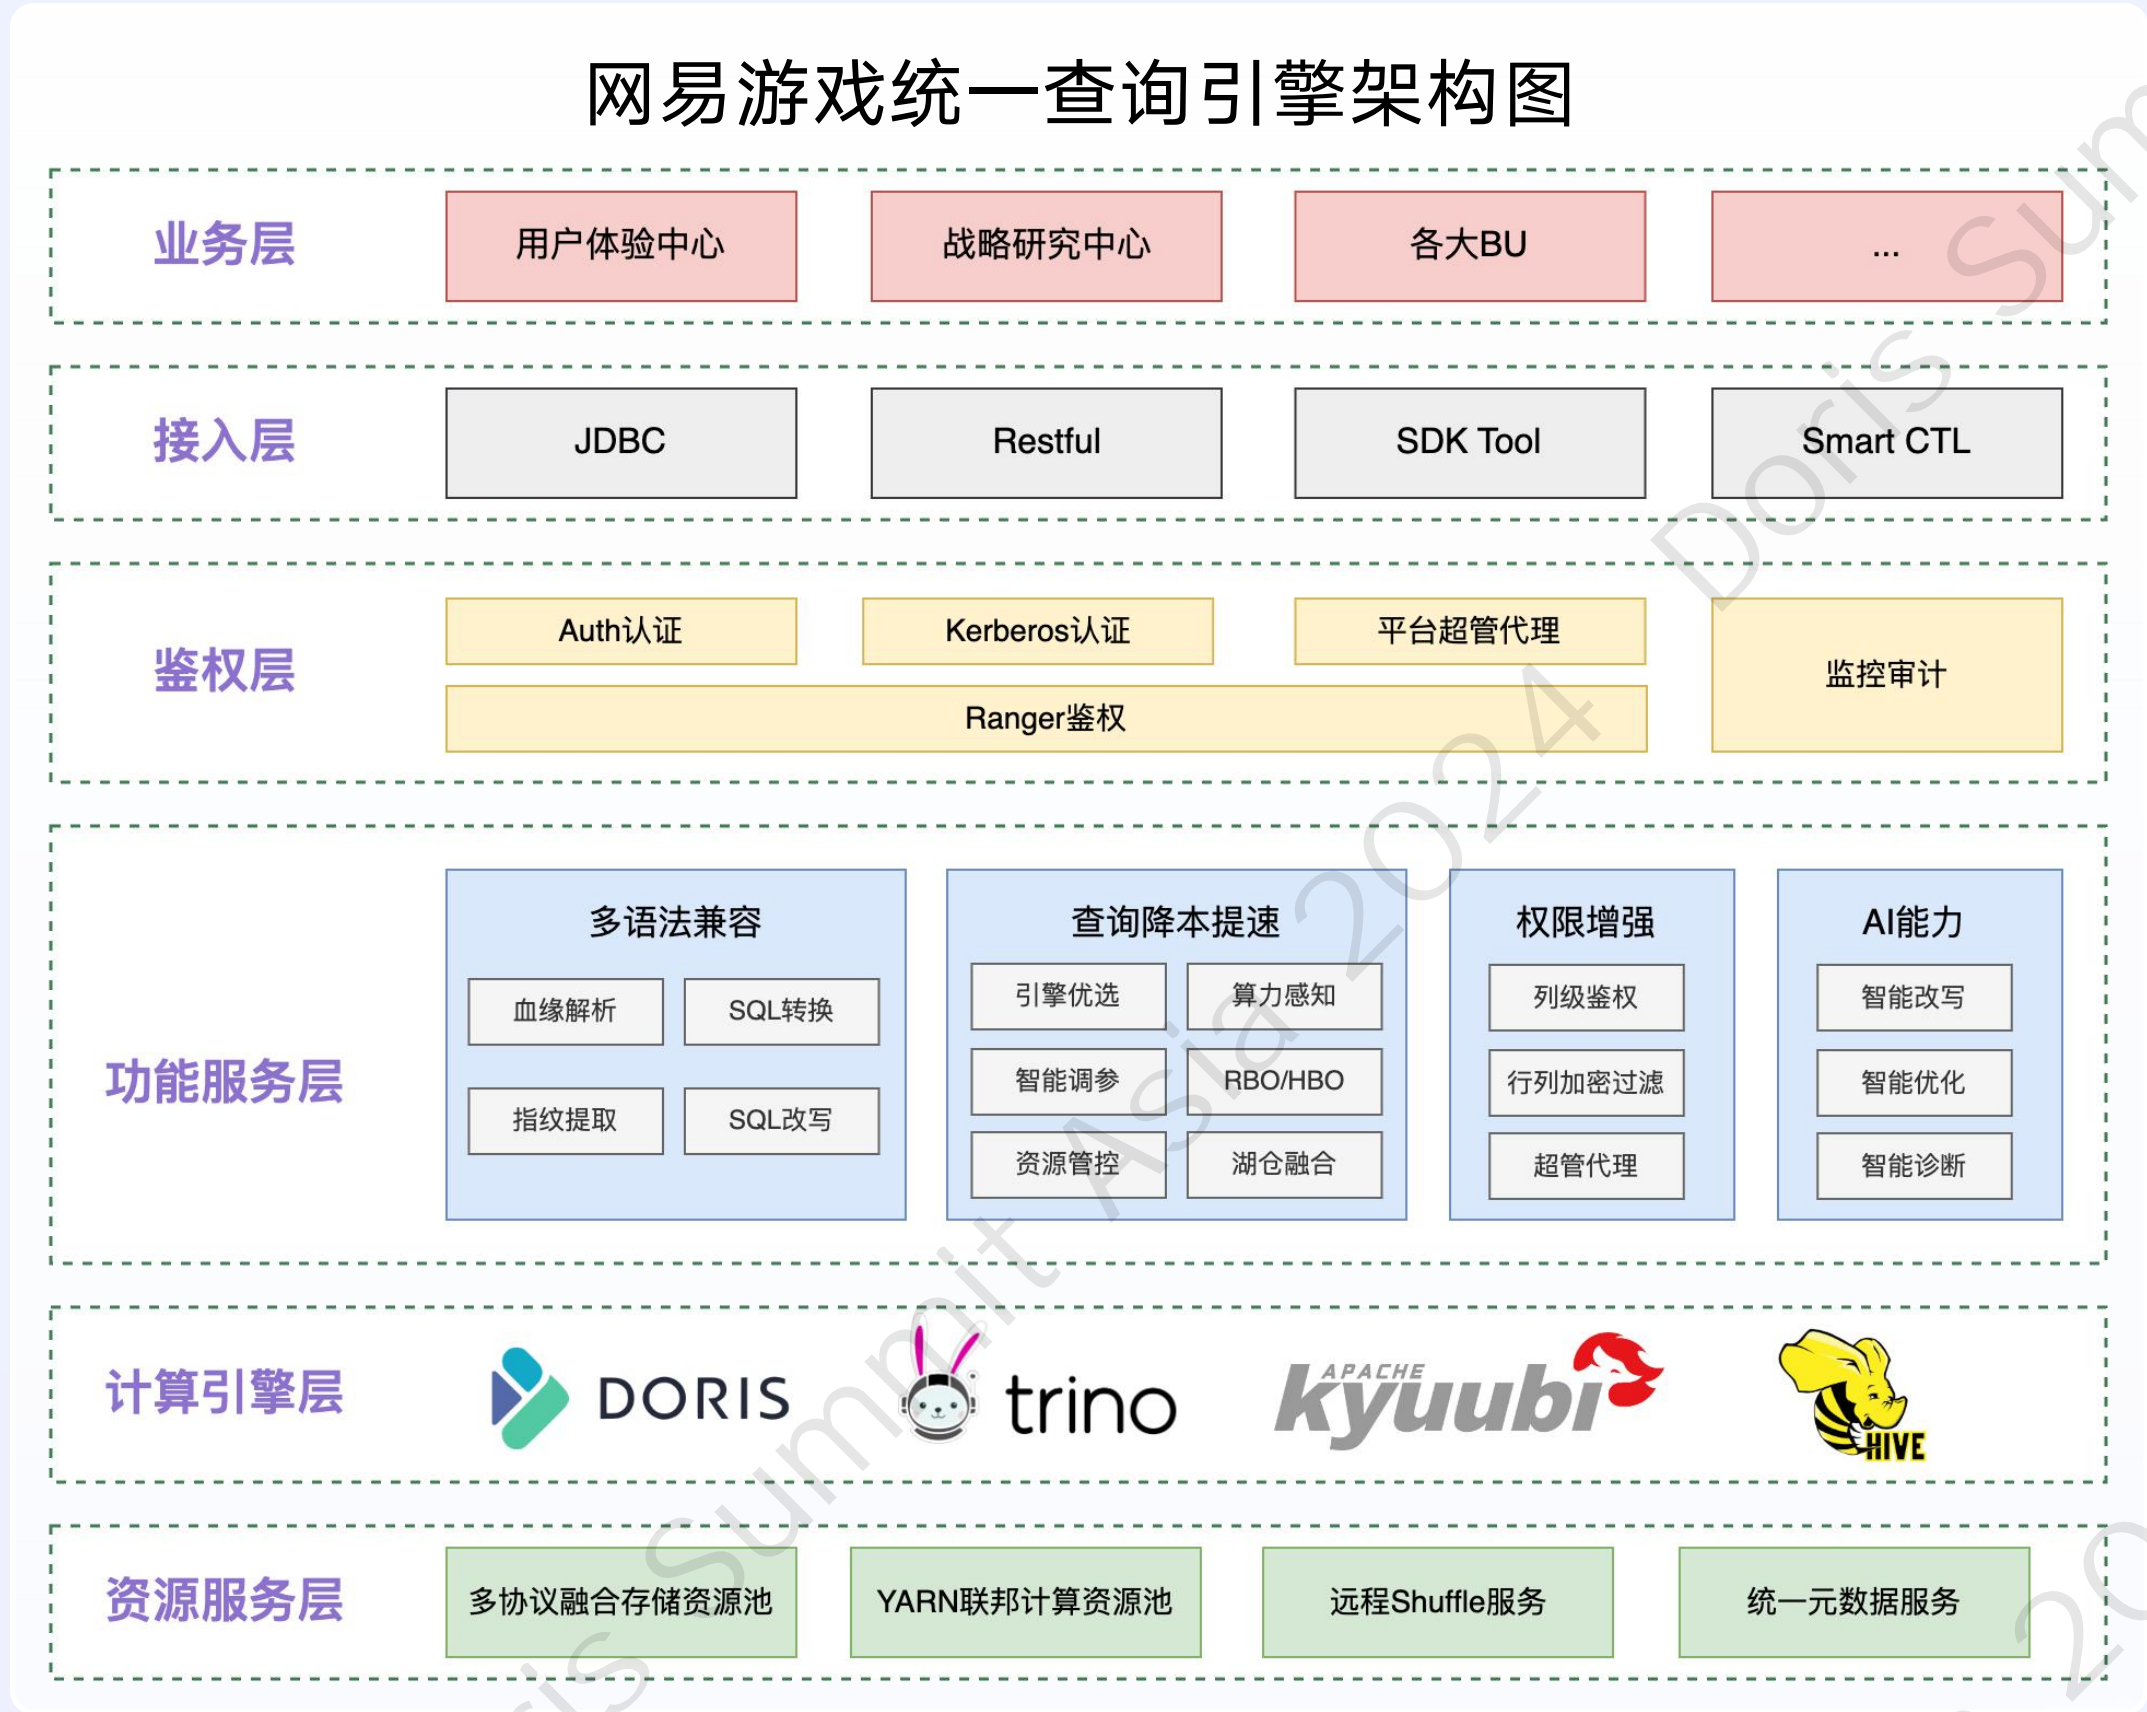 网易游戏统一查询引擎架构图
业务层
用户体验中心
战略研究中心
各大BU
...
接入层
JDBC
Restful
SDK Tool
Smart CTL
鉴权层
Auth认证
Kerberos认证
平台超管代理
监控审计
Ranger鉴权
功能服务层
多语法兼容
血缘解析
SQL转换
指纹提取
SQL改写
查询降本提速
引擎优选
算力感知
智能调参
RBO/HBO
资源管控
湖仓融合
权限增强
列级鉴权
行列加密过滤
超管代理
AI能力
智能改写
智能优化
智能诊断
计算引擎层
DORIS
trino
APACHE
kyuubi
HIVE
资源服务层
多协议融合存储资源池
YARN联邦计算资源池
远程Shuffle服务
统一元数据服务
Doris Summit Asia 2024